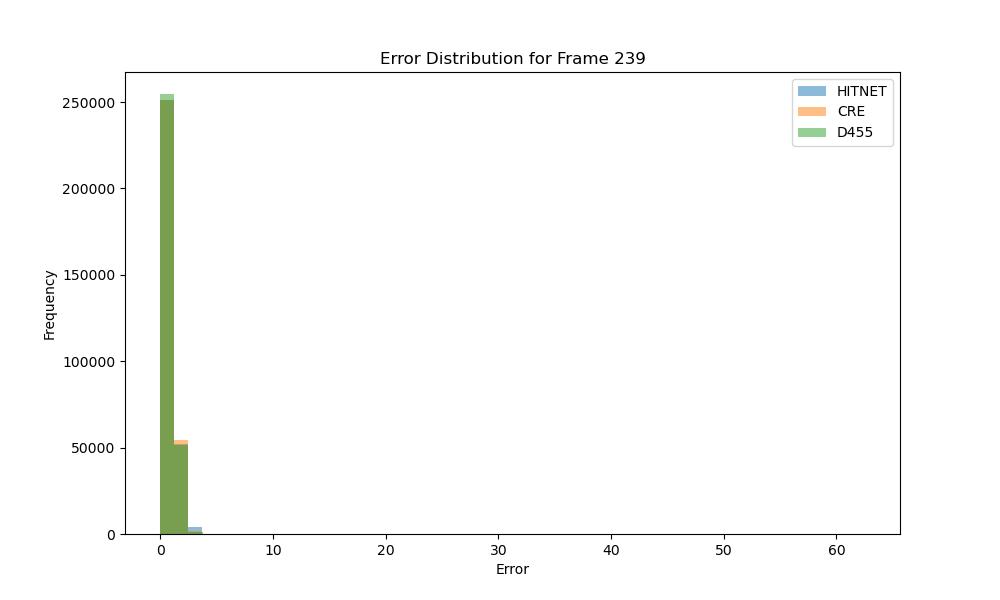 Error Distribution for Frame 239
HITNET
CRE
D455
250000
200000
150000
100000
50000
0
Frequency
0 10 20 30 40 50 60
Error